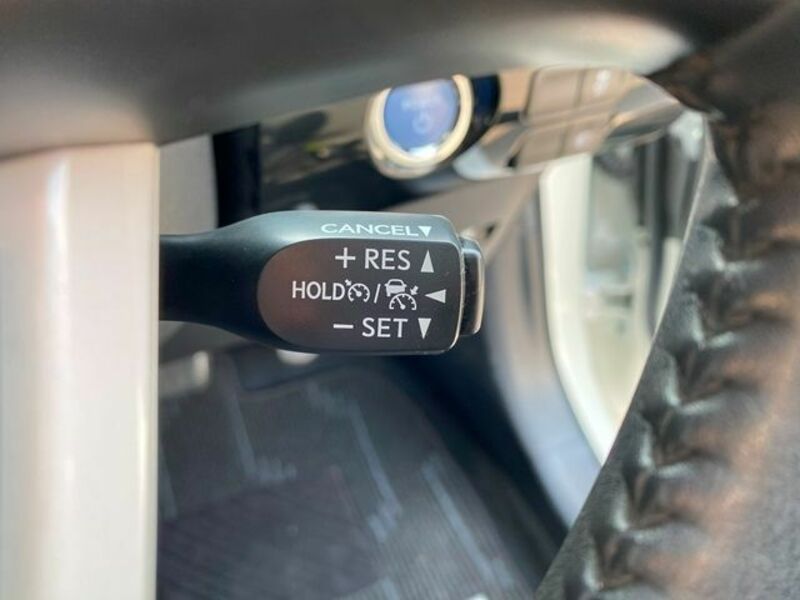 CANCEL▼
+ RES ▲
HOLD / ◀
− SET ▼